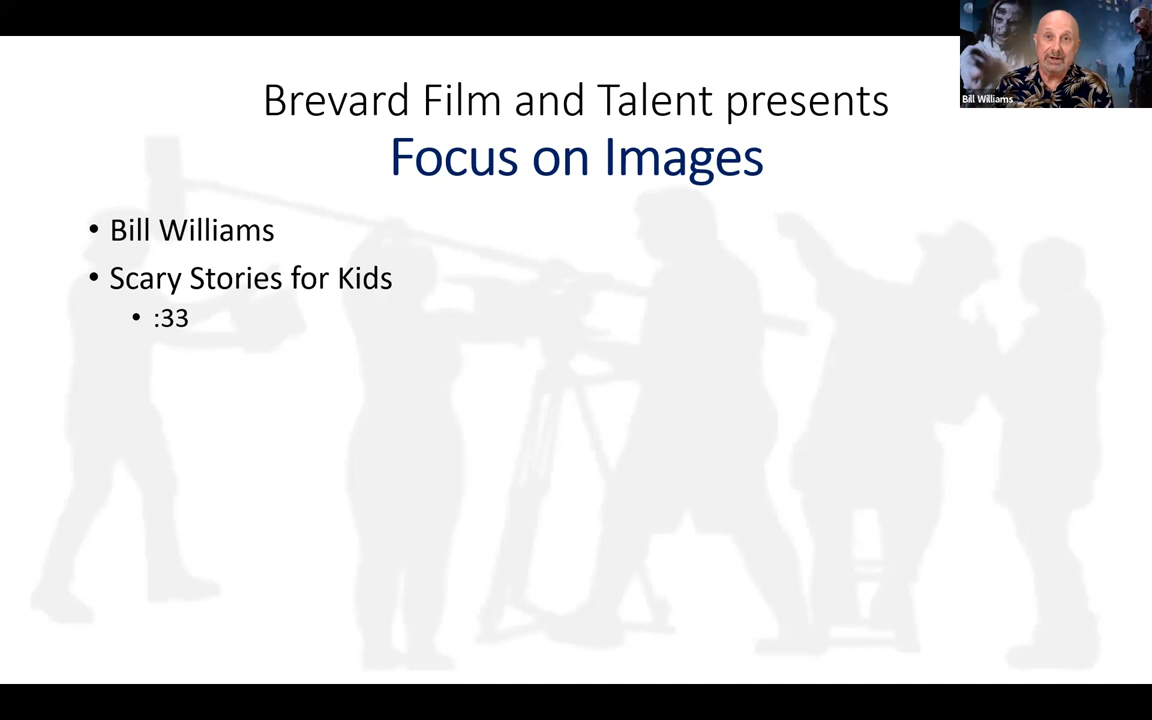 Brevard Film and Talent presents
Focus on Images
• Bill Williams
• Scary Stories for Kids
• :33
Bill Williams